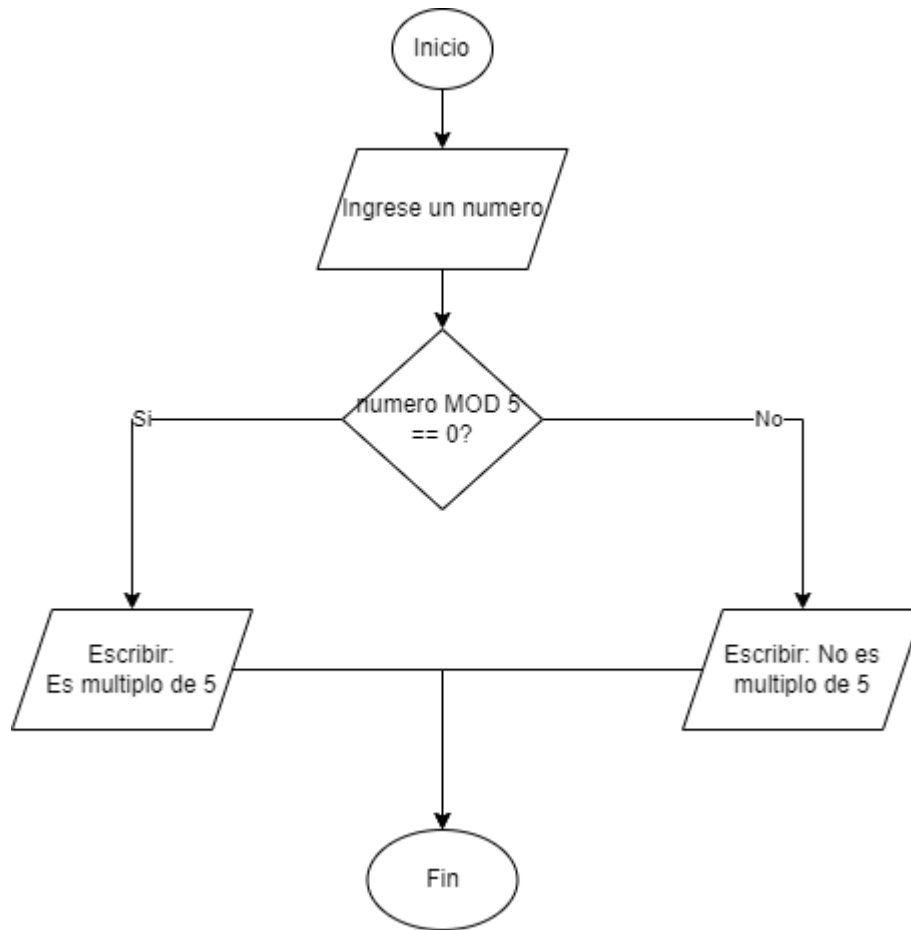 Inicio
Ingrese un numero
numero MOD 5
== 0?
Si
No
Escribir:
Es multiplo de 5
Escribir: No es
multiplo de 5
Fin